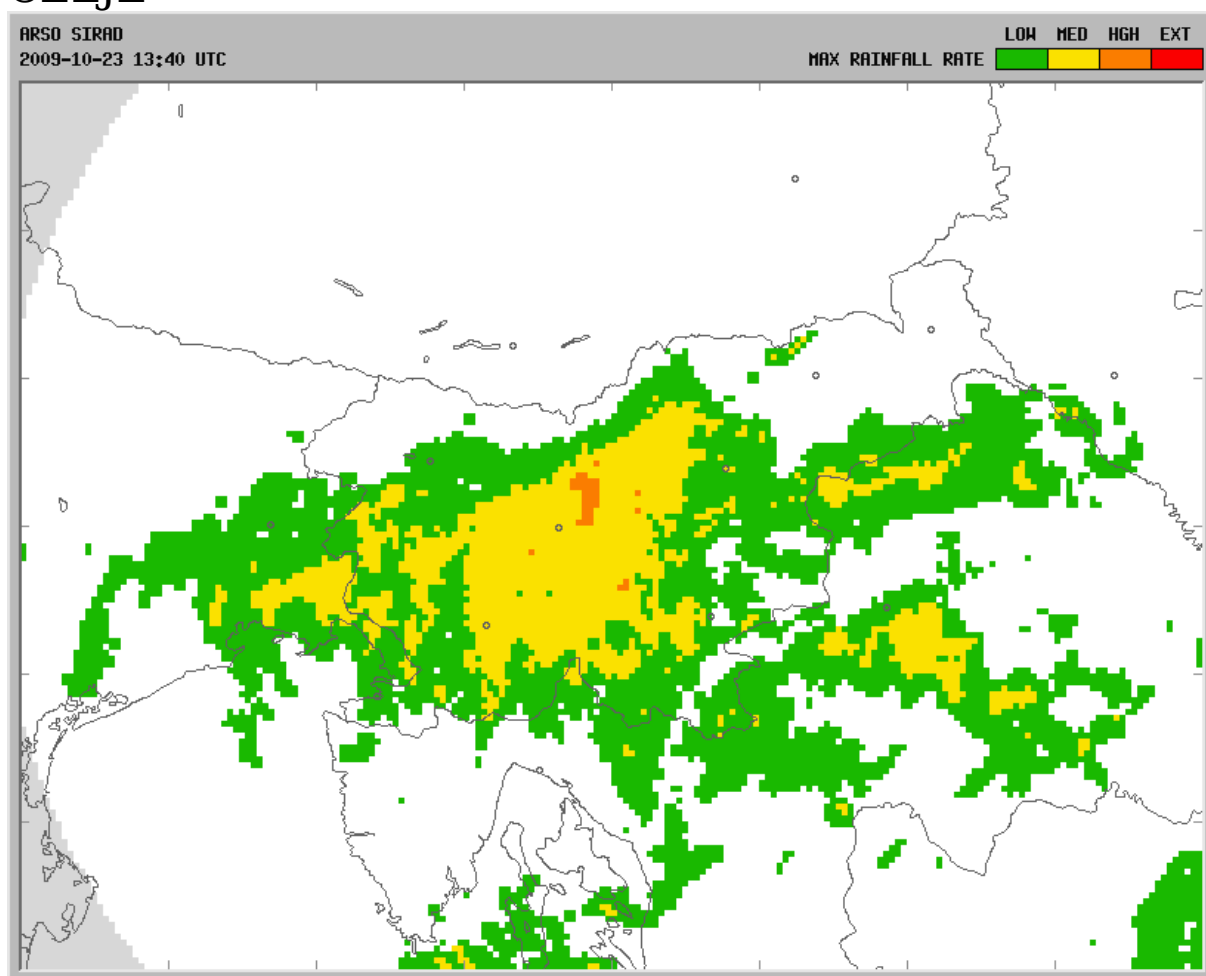 ARSO SIRAD
2009-10-23 13:40 UTC
LOW MED HGH EXT
MAX RAINFALL RATE